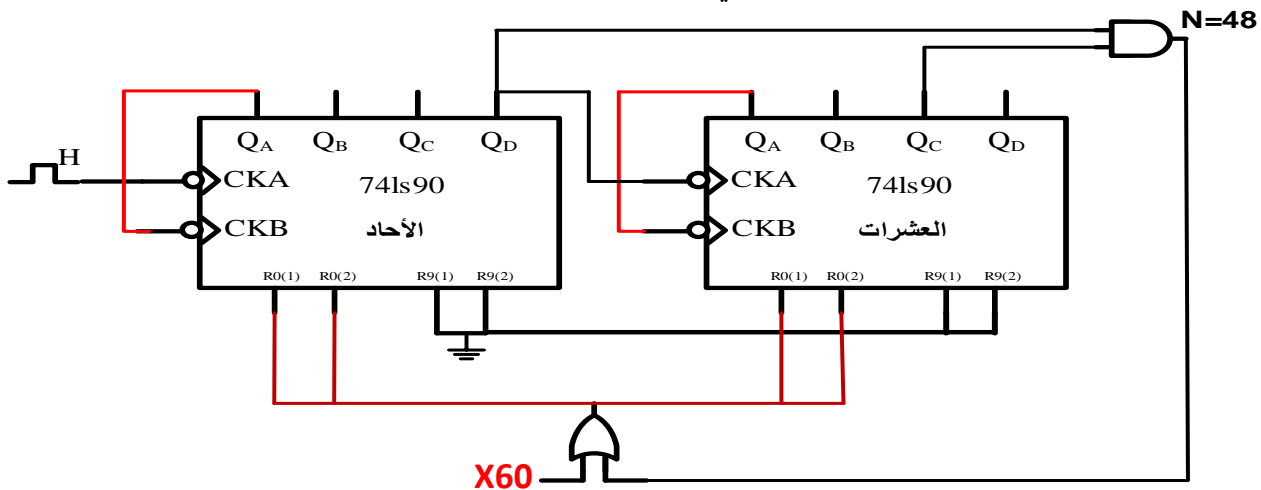 N=48
H
QA QB QC QD
CKA 74ls90
CKB الأحاد
R0(1) R0(2) R9(1) R9(2)
QA QB QC QD
CKA 74ls90
CKB العشرات
R0(1) R0(2) R9(1) R9(2)
X60